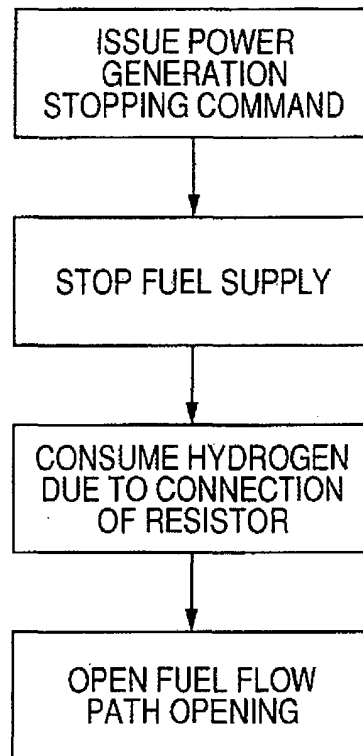 ISSUE POWER
GENERATION
STOPPING COMMAND
STOP FUEL SUPPLY
CONSUME HYDROGEN
DUE TO CONNECTION
OF RESISTOR
OPEN FUEL FLOW
PATH OPENING